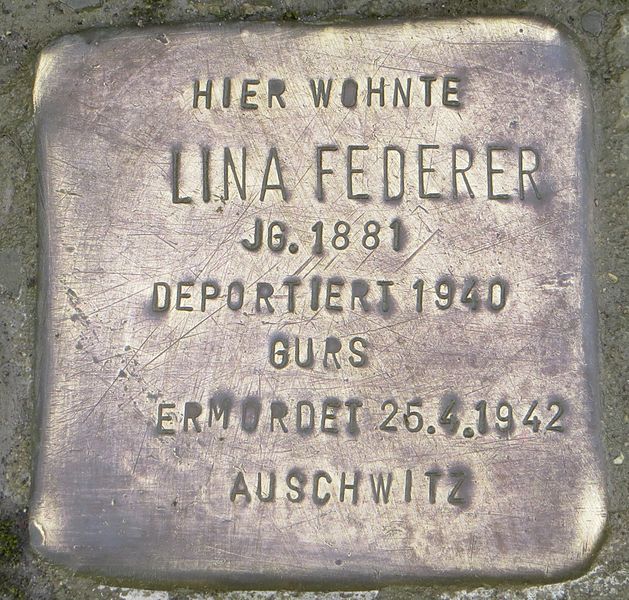 HIER WOHNTE
LINA FEDERER
JG. 1881
DEPORTIERT 1940
GURS
ERMORDET 25.4.1942
AUSCHWITZ